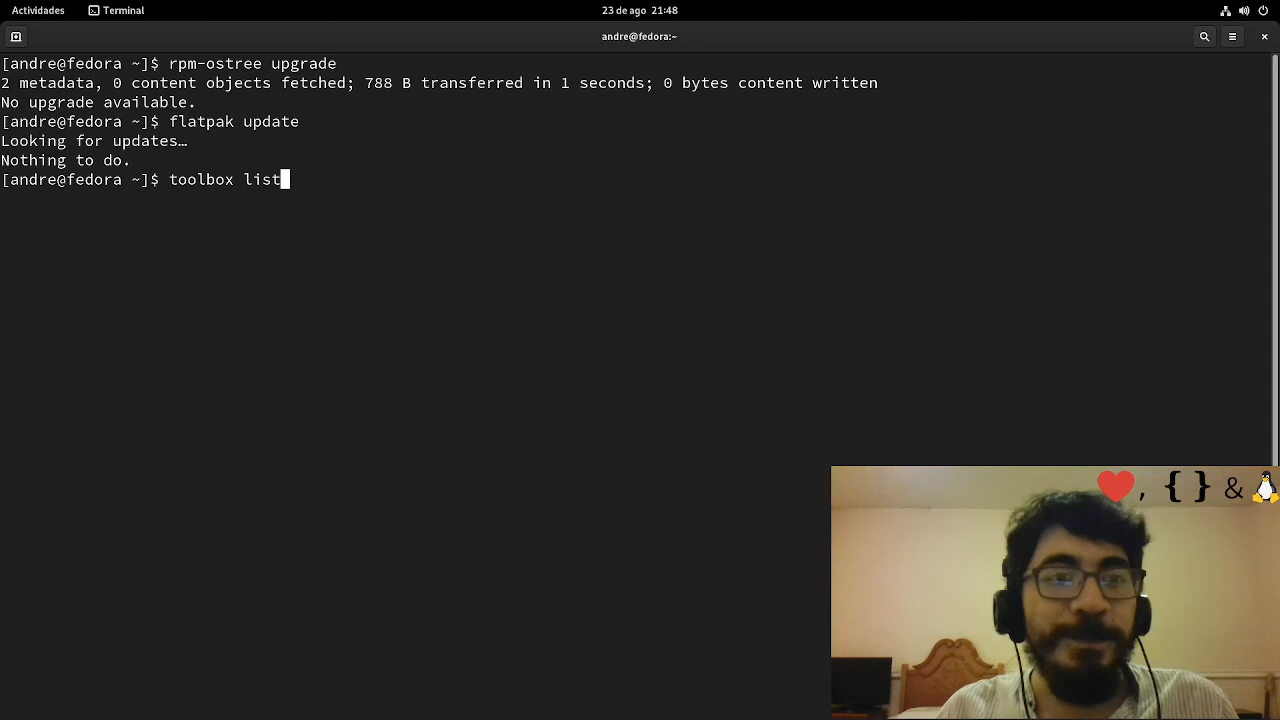 Actividades Terminal 23 de ago 21:48
andre@fedora:~
[andre@fedora ~]$ rpm-ostree upgrade
2 metadata, 0 content objects fetched; 788 B transferred in 1 seconds; 0 bytes content written
No upgrade available.
[andre@fedora ~]$ flatpak update
Looking for updates…
Nothing to do.
[andre@fedora ~]$ toolbox list
❤, { } & 🐧